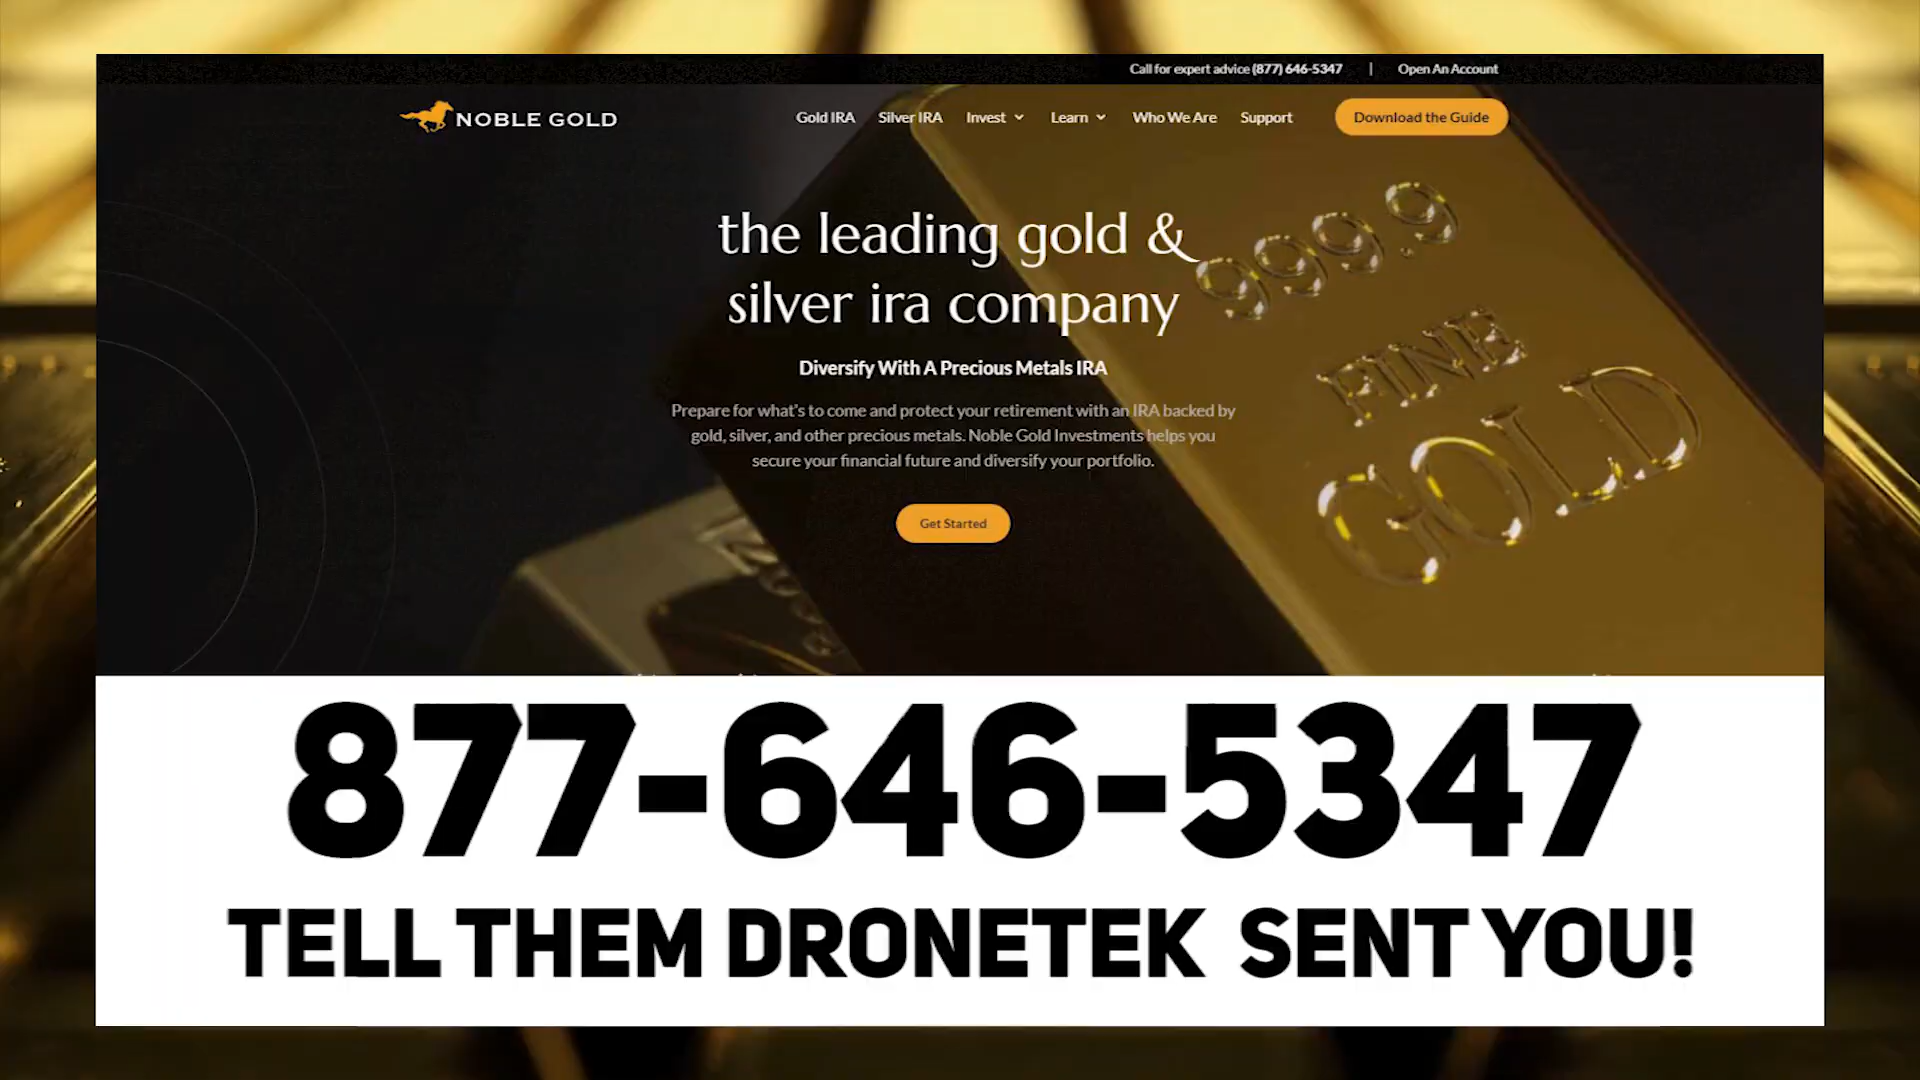 Call for expert advice (877) 646-5347 | Open An Account
NOBLE GOLD
Gold IRA Silver IRA Invest Learn Who We Are Support Download the Guide
the leading gold &
silver ira company
999.9
FINE
GOLD
Diversify With A Precious Metals IRA
Prepare for what's to come and protect your retirement with an IRA backed by
gold, silver, and other precious metals. Noble Gold Investments helps you
secure your financial future and diversify your portfolio.
Get Started
877-646-5347
TELL THEM DRONETEK SENT YOU!